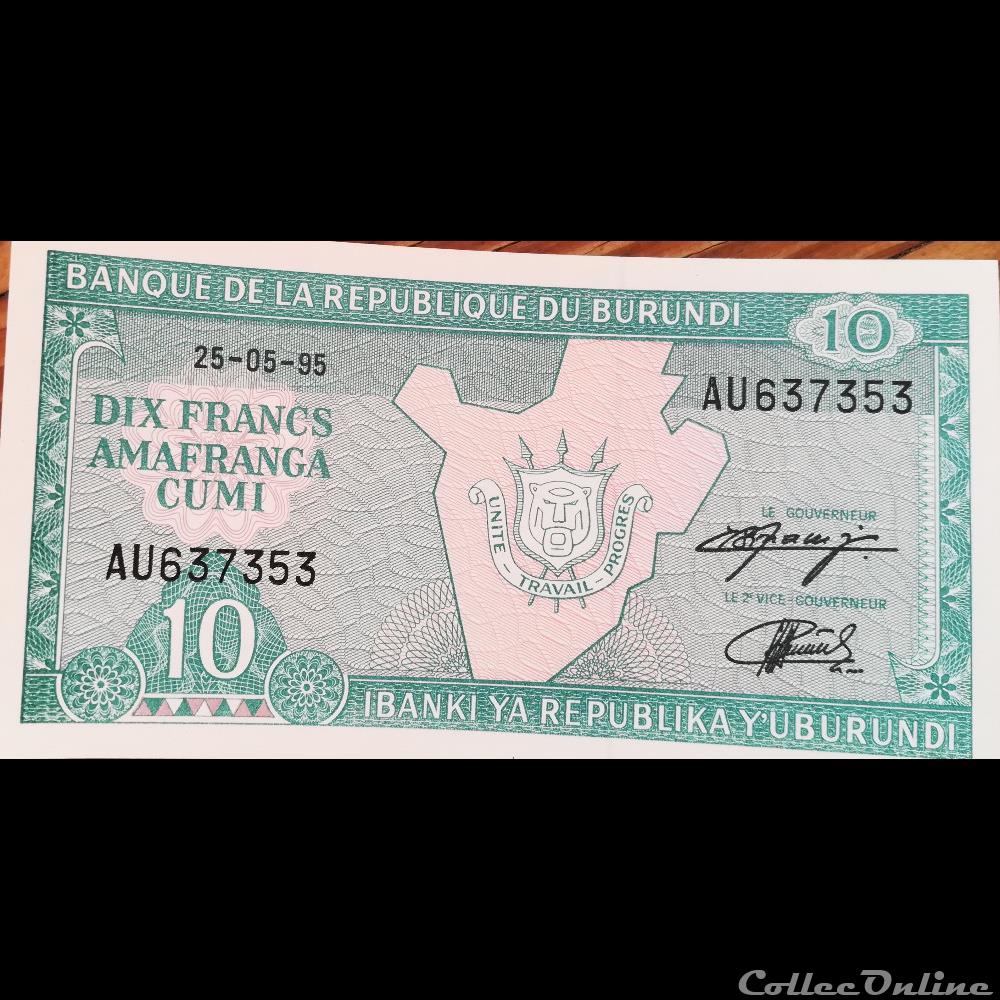 BANQUE DE LA REPUBLIQUE DU BURUNDI
10
25-05-95
AU637353
DIX FRANCS
AMAFRANGA
CUMI
UNITE - TRAVAIL - PROGRES
LE GOUVERNEUR
AU637353
LE 2e VICE-GOUVERNEUR
10
IBANKI YA REPUBLIKA Y'UBURUNDI
CollecOnline